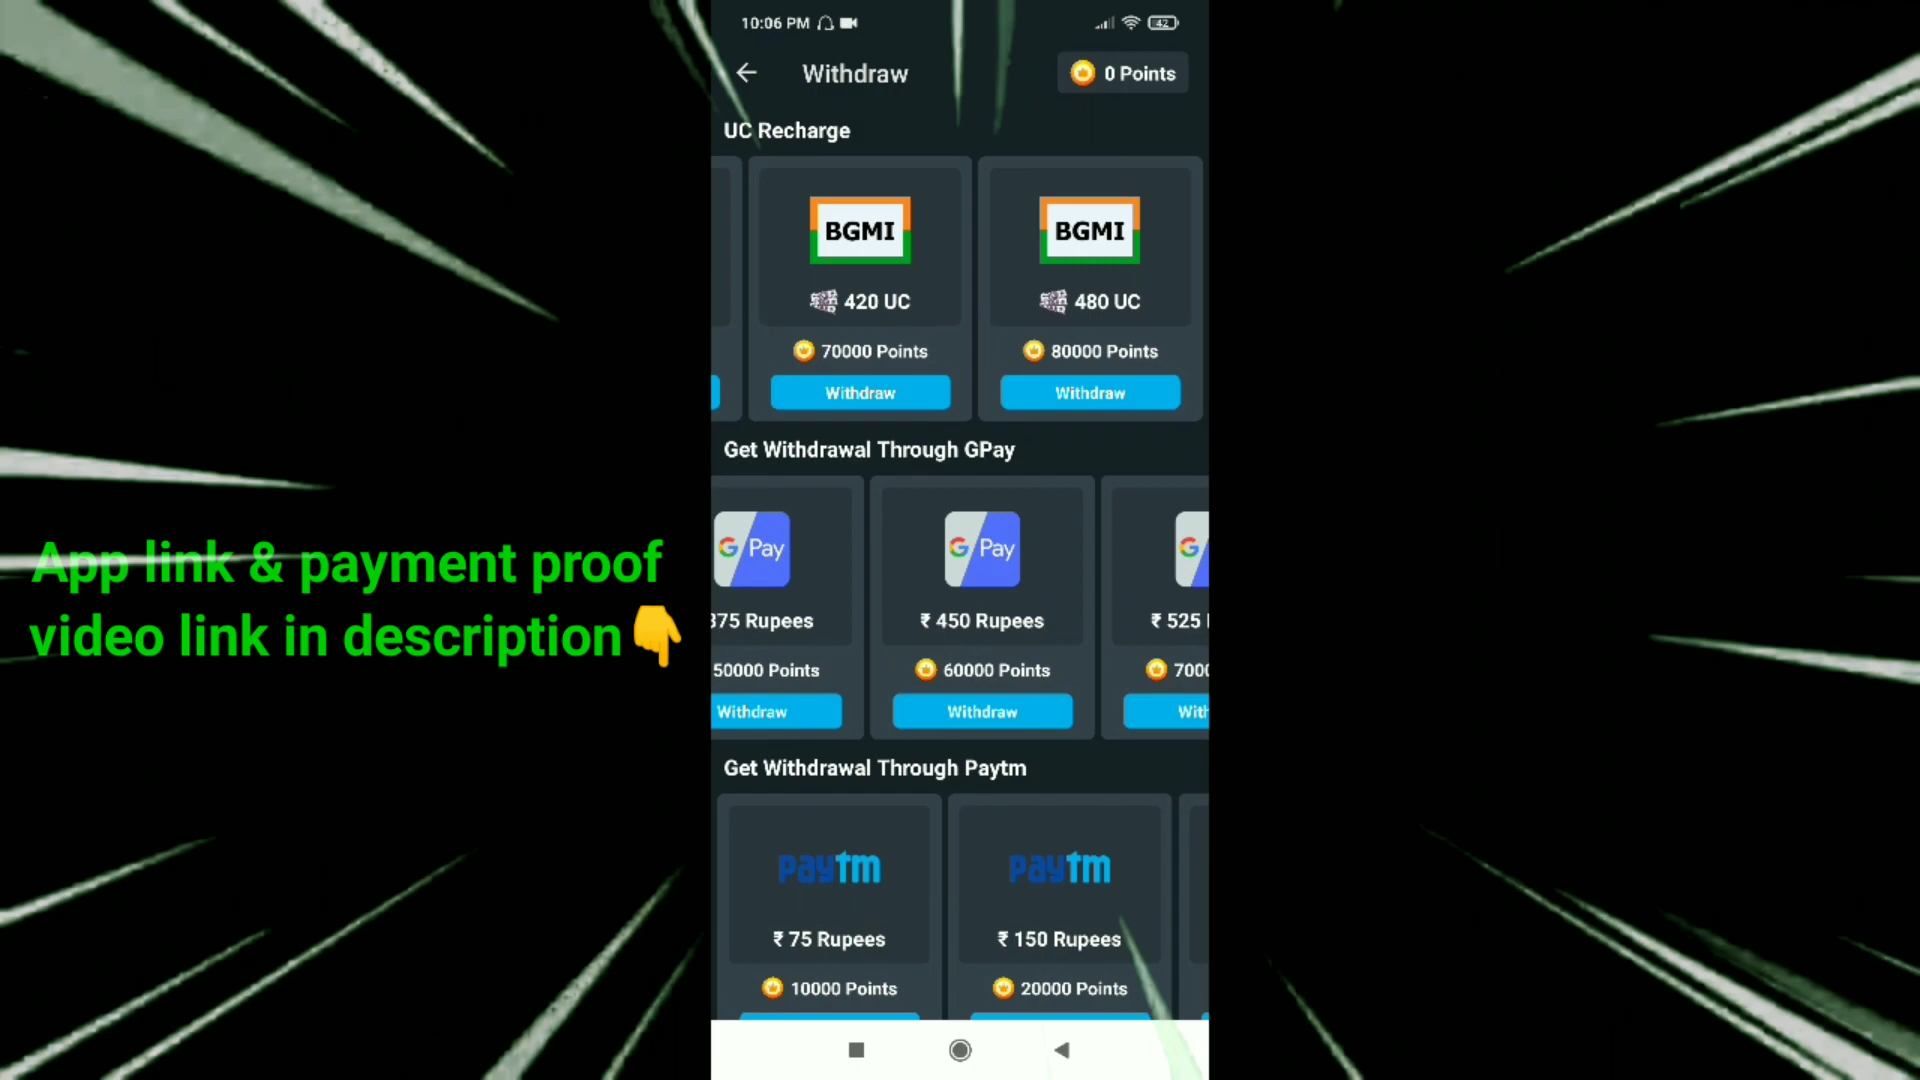 10:06 PM
42
Withdraw
0 Points
UC Recharge
BGMI
BGMI
420 UC
480 UC
70000 Points
80000 Points
Withdraw
Withdraw
Get Withdrawal Through GPay
G Pay
G Pay
G
375 Rupees
₹ 450 Rupees
₹ 525
50000 Points
60000 Points
7000
Withdraw
Withdraw
With
App link & payment proof
video link in description👇
Get Withdrawal Through Paytm
paytm
paytm
₹ 75 Rupees
₹ 150 Rupees
10000 Points
20000 Points